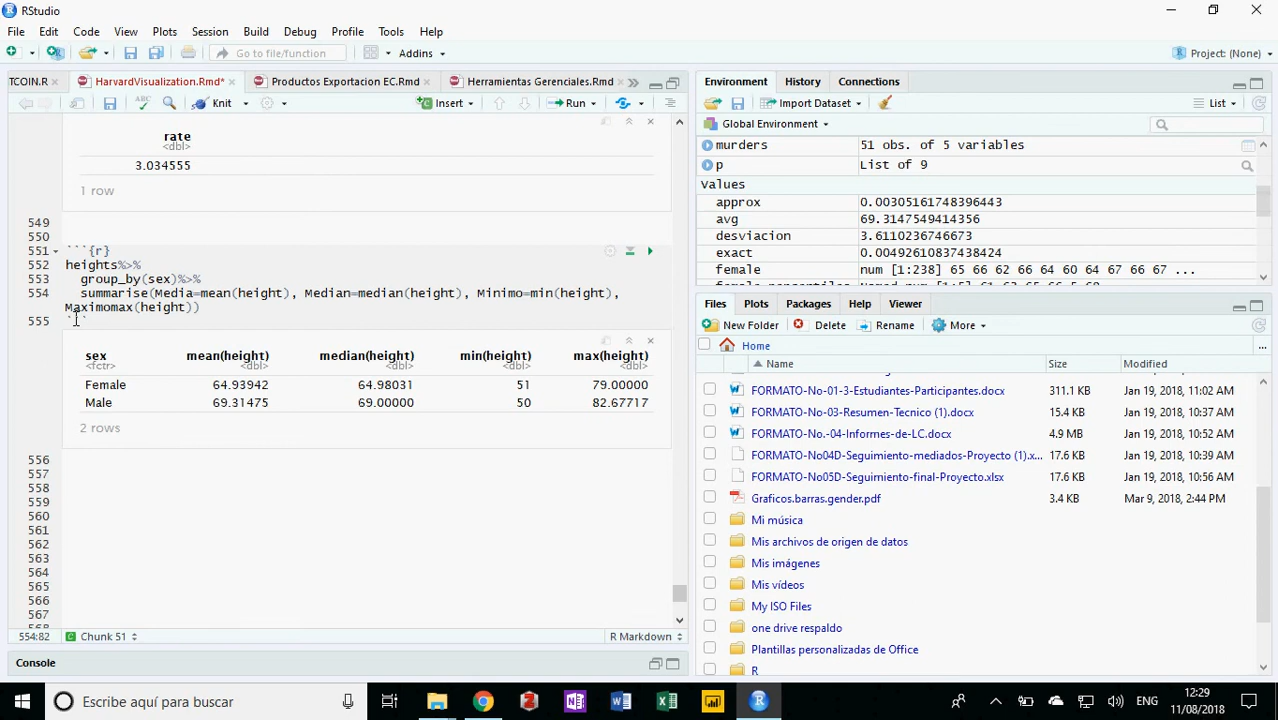 RStudio
File Edit Code View Plots Session Build Debug Profile Tools Help
Go to file/function Addins Project: (None)
TCOIN.R HarvardVisualization.Rmd* Productos Exportacion EC.Rmd Herramientas Gerenciales.Rmd
Knit Insert Run
rate
<dbl>
3.034555
1 row
549
550
551 ```{r}
552 heights%>%
553 group_by(sex)%>%
554 summarise(Media=mean(height), Median=median(height), Minimo=min(height),
Maximomax(height))
555 ```
sex mean(height) median(height) min(height) max(height)
<fctr> <dbl> <dbl> <dbl> <dbl>
Female 64.93942 64.98031 51 79.00000
Male 69.31475 69.00000 50 82.67717
2 rows
556
557
558
559
560
561
562
563
564
565
566
567
554:82 Chunk 51 R Markdown
Console
Environment History Connections
Import Dataset List
Global Environment
murders 51 obs. of 5 variables
p List of 9
Values
approx 0.00305161748396443
avg 69.3147549414356
desviacion 3.6110236746673
exact 0.00492610837438424
female num [1:238] 65 66 62 66 64 60 64 67 66 67 ...
Files Plots Packages Help Viewer
New Folder Delete Rename More
Home ...
Name Size Modified
FORMATO-No-01-3-Estudiantes-Participantes.docx 311.1 KB Jan 19, 2018, 11:02 AM
FORMATO-No-03-Resumen-Tecnico (1).docx 15.4 KB Jan 19, 2018, 10:37 AM
FORMATO-No.-04-Informes-de-LC.docx 4.9 MB Jan 19, 2018, 10:52 AM
FORMATO-No04D-Seguimiento-mediados-Proyecto (1).x... 17.6 KB Jan 19, 2018, 10:39 AM
FORMATO-No05D-Seguimiento-final-Proyecto.xlsx 17.6 KB Jan 19, 2018, 10:56 AM
Graficos.barras.gender.pdf 3.4 KB Mar 9, 2018, 2:44 PM
Mi música
Mis archivos de origen de datos
Mis imágenes
Mis vídeos
My ISO Files
one drive respaldo
Plantillas personalizadas de Office
R
Escribe aquí para buscar
ENG
12:29
11/08/2018